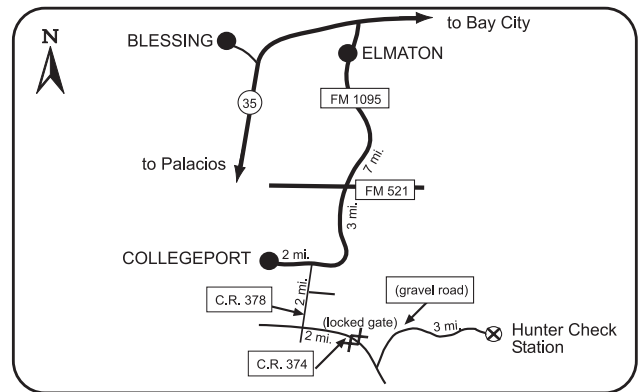 N
to Bay City
BLESSING
ELMATON
35
FM 1095
to Palacios
7 mi.
FM 521
3 mi.
COLLEGEPORT
2 mi.
C.R. 378
2 mi.
(gravel road)
(locked gate)
2 mi.
3 mi.
Hunter Check
Station
C.R. 374